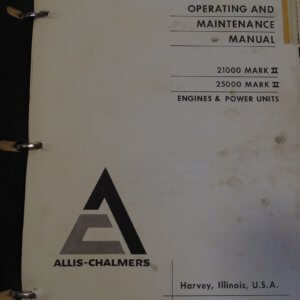 OPERATING AND
MAINTENANCE
MANUAL
21000 MARK II
25000 MARK II
ENGINES & POWER UNITS
ALLIS-CHALMERS
Harvey, Illinois, U.S.A.